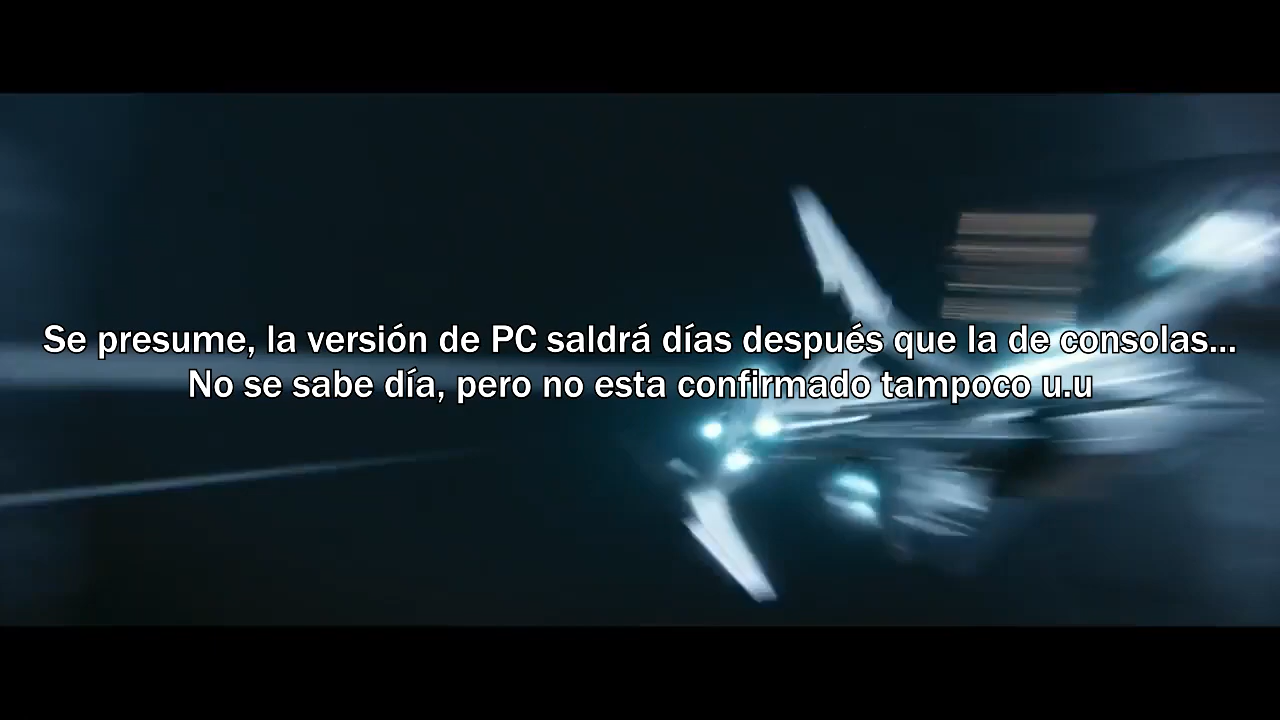 Se presume, la versión de PC saldrá días después que la de consolas...
No se sabe día, pero no esta confirmado tampoco u.u